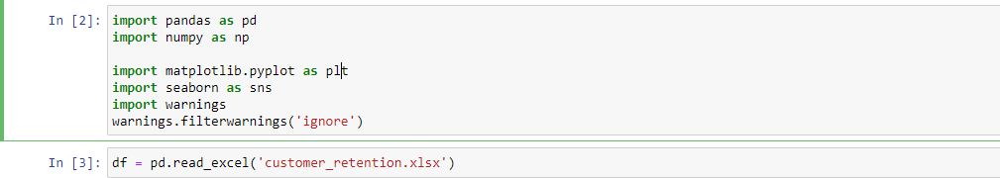 In [2]: import pandas as pd
import numpy as np
import matplotlib.pyplot as plt
import seaborn as sns
import warnings
warnings.filterwarnings('ignore')
In [3]: df = pd.read_excel('customer_retention.xlsx')